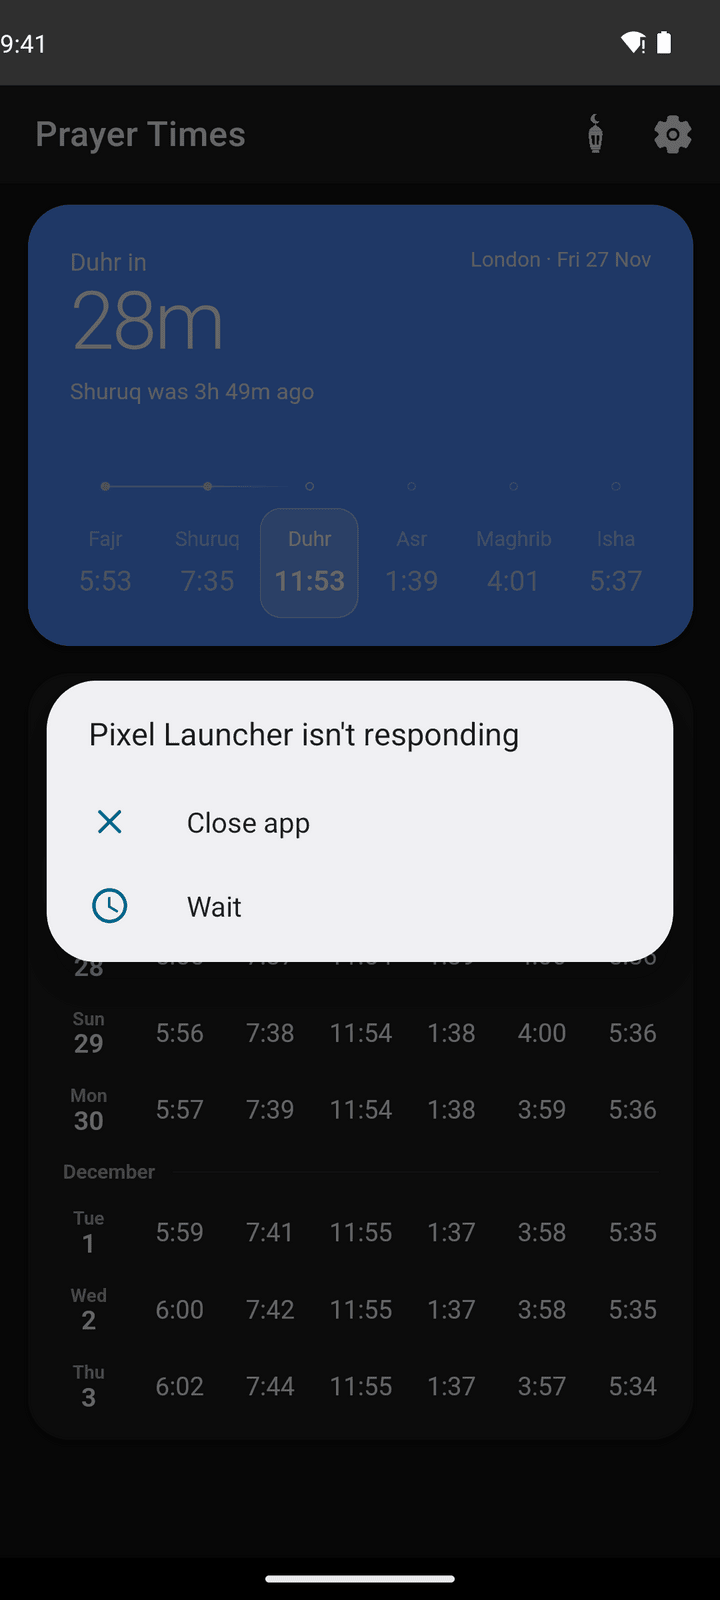 9:41
Prayer Times
Duhr in
London · Fri 27 Nov
28m
Shuruq was 3h 49m ago
Fajr Shuruq Duhr Asr Maghrib Isha
5:53 7:35 11:53 1:39 4:01 5:37
Pixel Launcher isn't responding
Close app
Wait
28
Sun
29 5:56 7:38 11:54 1:38 4:00 5:36
Mon
30 5:57 7:39 11:54 1:38 3:59 5:36
December
Tue
1 5:59 7:41 11:55 1:37 3:58 5:35
Wed
2 6:00 7:42 11:55 1:37 3:58 5:35
Thu
3 6:02 7:44 11:55 1:37 3:57 5:34